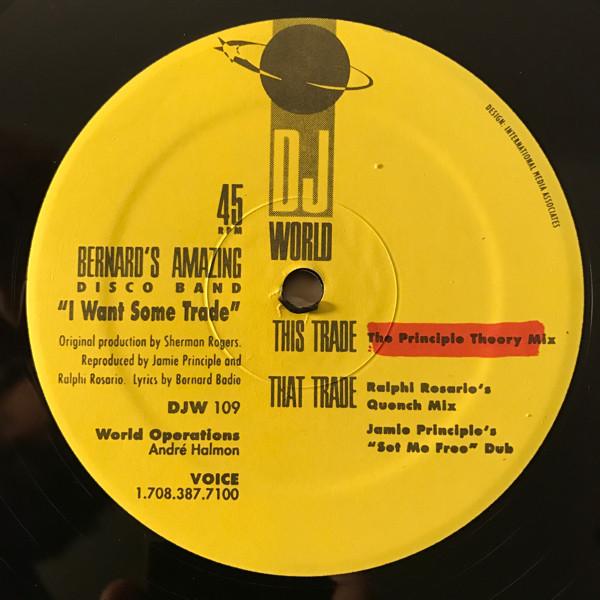 DJ
WORLD
45
RPM
BERNARD'S AMAZING
DISCO BAND
"I Want Some Trade"
Original production by Sherman Rogers.
Reproduced by Jamie Principle and
Ralphi Rosario. Lyrics by Bernard Badie
DJW 109
World Operations
André Halmon
VOICE
1.708.387.7100
THIS TRADE The Principle Theory Mix
THAT TRADE Ralphi Rosario's
Quench Mix
Jamie Principle's
"Set Me Free" Dub
DESIGN: INTERNATIONAL MEDIA ASSOCIATES